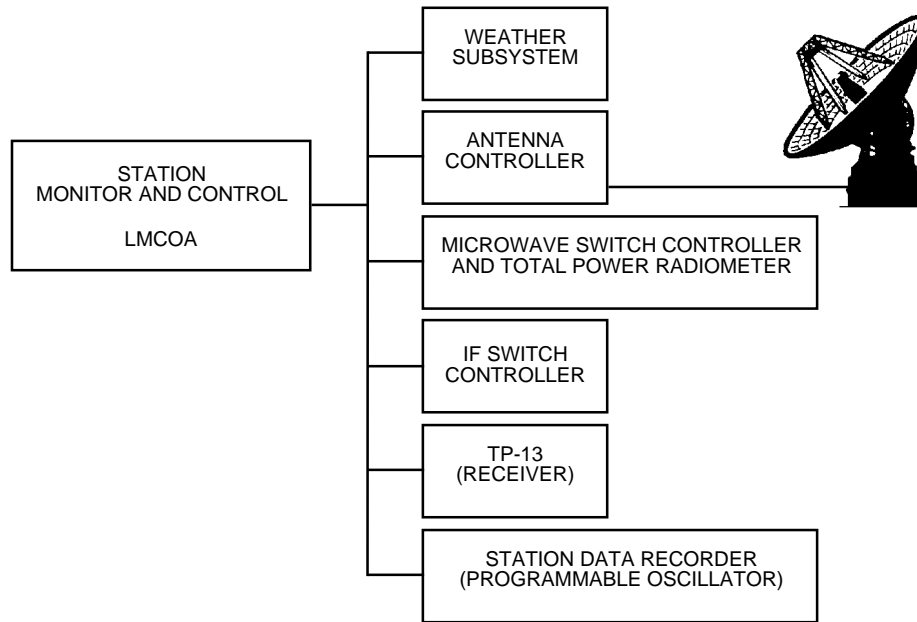 STATION
MONITOR AND CONTROL
LMCOA
WEATHER
SUBSYSTEM
ANTENNA
CONTROLLER
MICROWAVE SWITCH CONTROLLER
AND TOTAL POWER RADIOMETER
IF SWITCH
CONTROLLER
TP-13
(RECEIVER)
STATION DATA RECORDER
(PROGRAMMABLE OSCILLATOR)